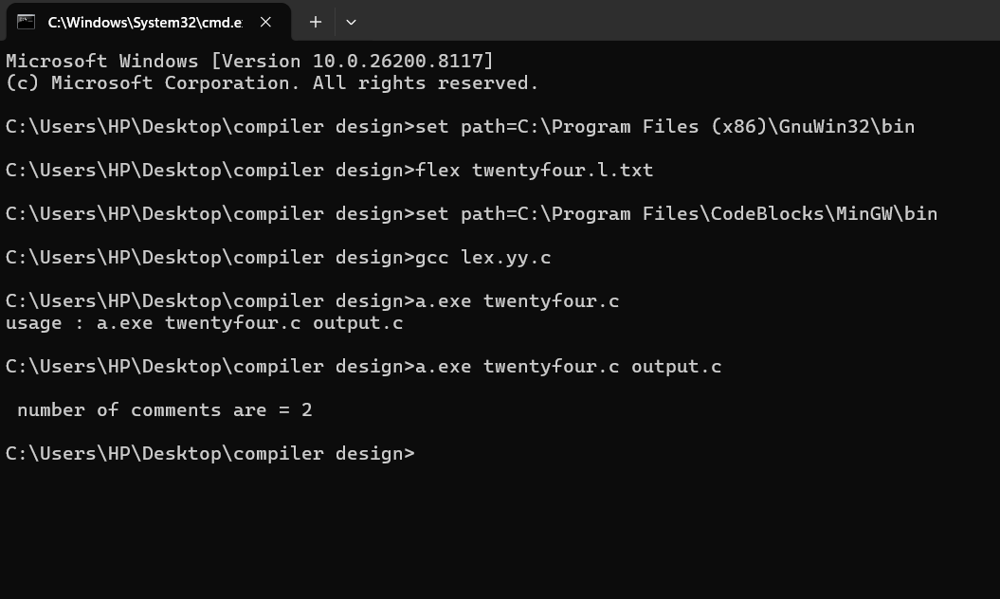 C:\Windows\System32\cmd.e
Microsoft Windows [Version 10.0.26200.8117]
(c) Microsoft Corporation. All rights reserved.
C:\Users\HP\Desktop\compiler design>set path=C:\Program Files (x86)\GnuWin32\bin
C:\Users\HP\Desktop\compiler design>flex twentyfour.l.txt
C:\Users\HP\Desktop\compiler design>set path=C:\Program Files\CodeBlocks\MinGW\bin
C:\Users\HP\Desktop\compiler design>gcc lex.yy.c
C:\Users\HP\Desktop\compiler design>a.exe twentyfour.c
usage : a.exe twentyfour.c output.c
C:\Users\HP\Desktop\compiler design>a.exe twentyfour.c output.c
number of comments are = 2
C:\Users\HP\Desktop\compiler design>